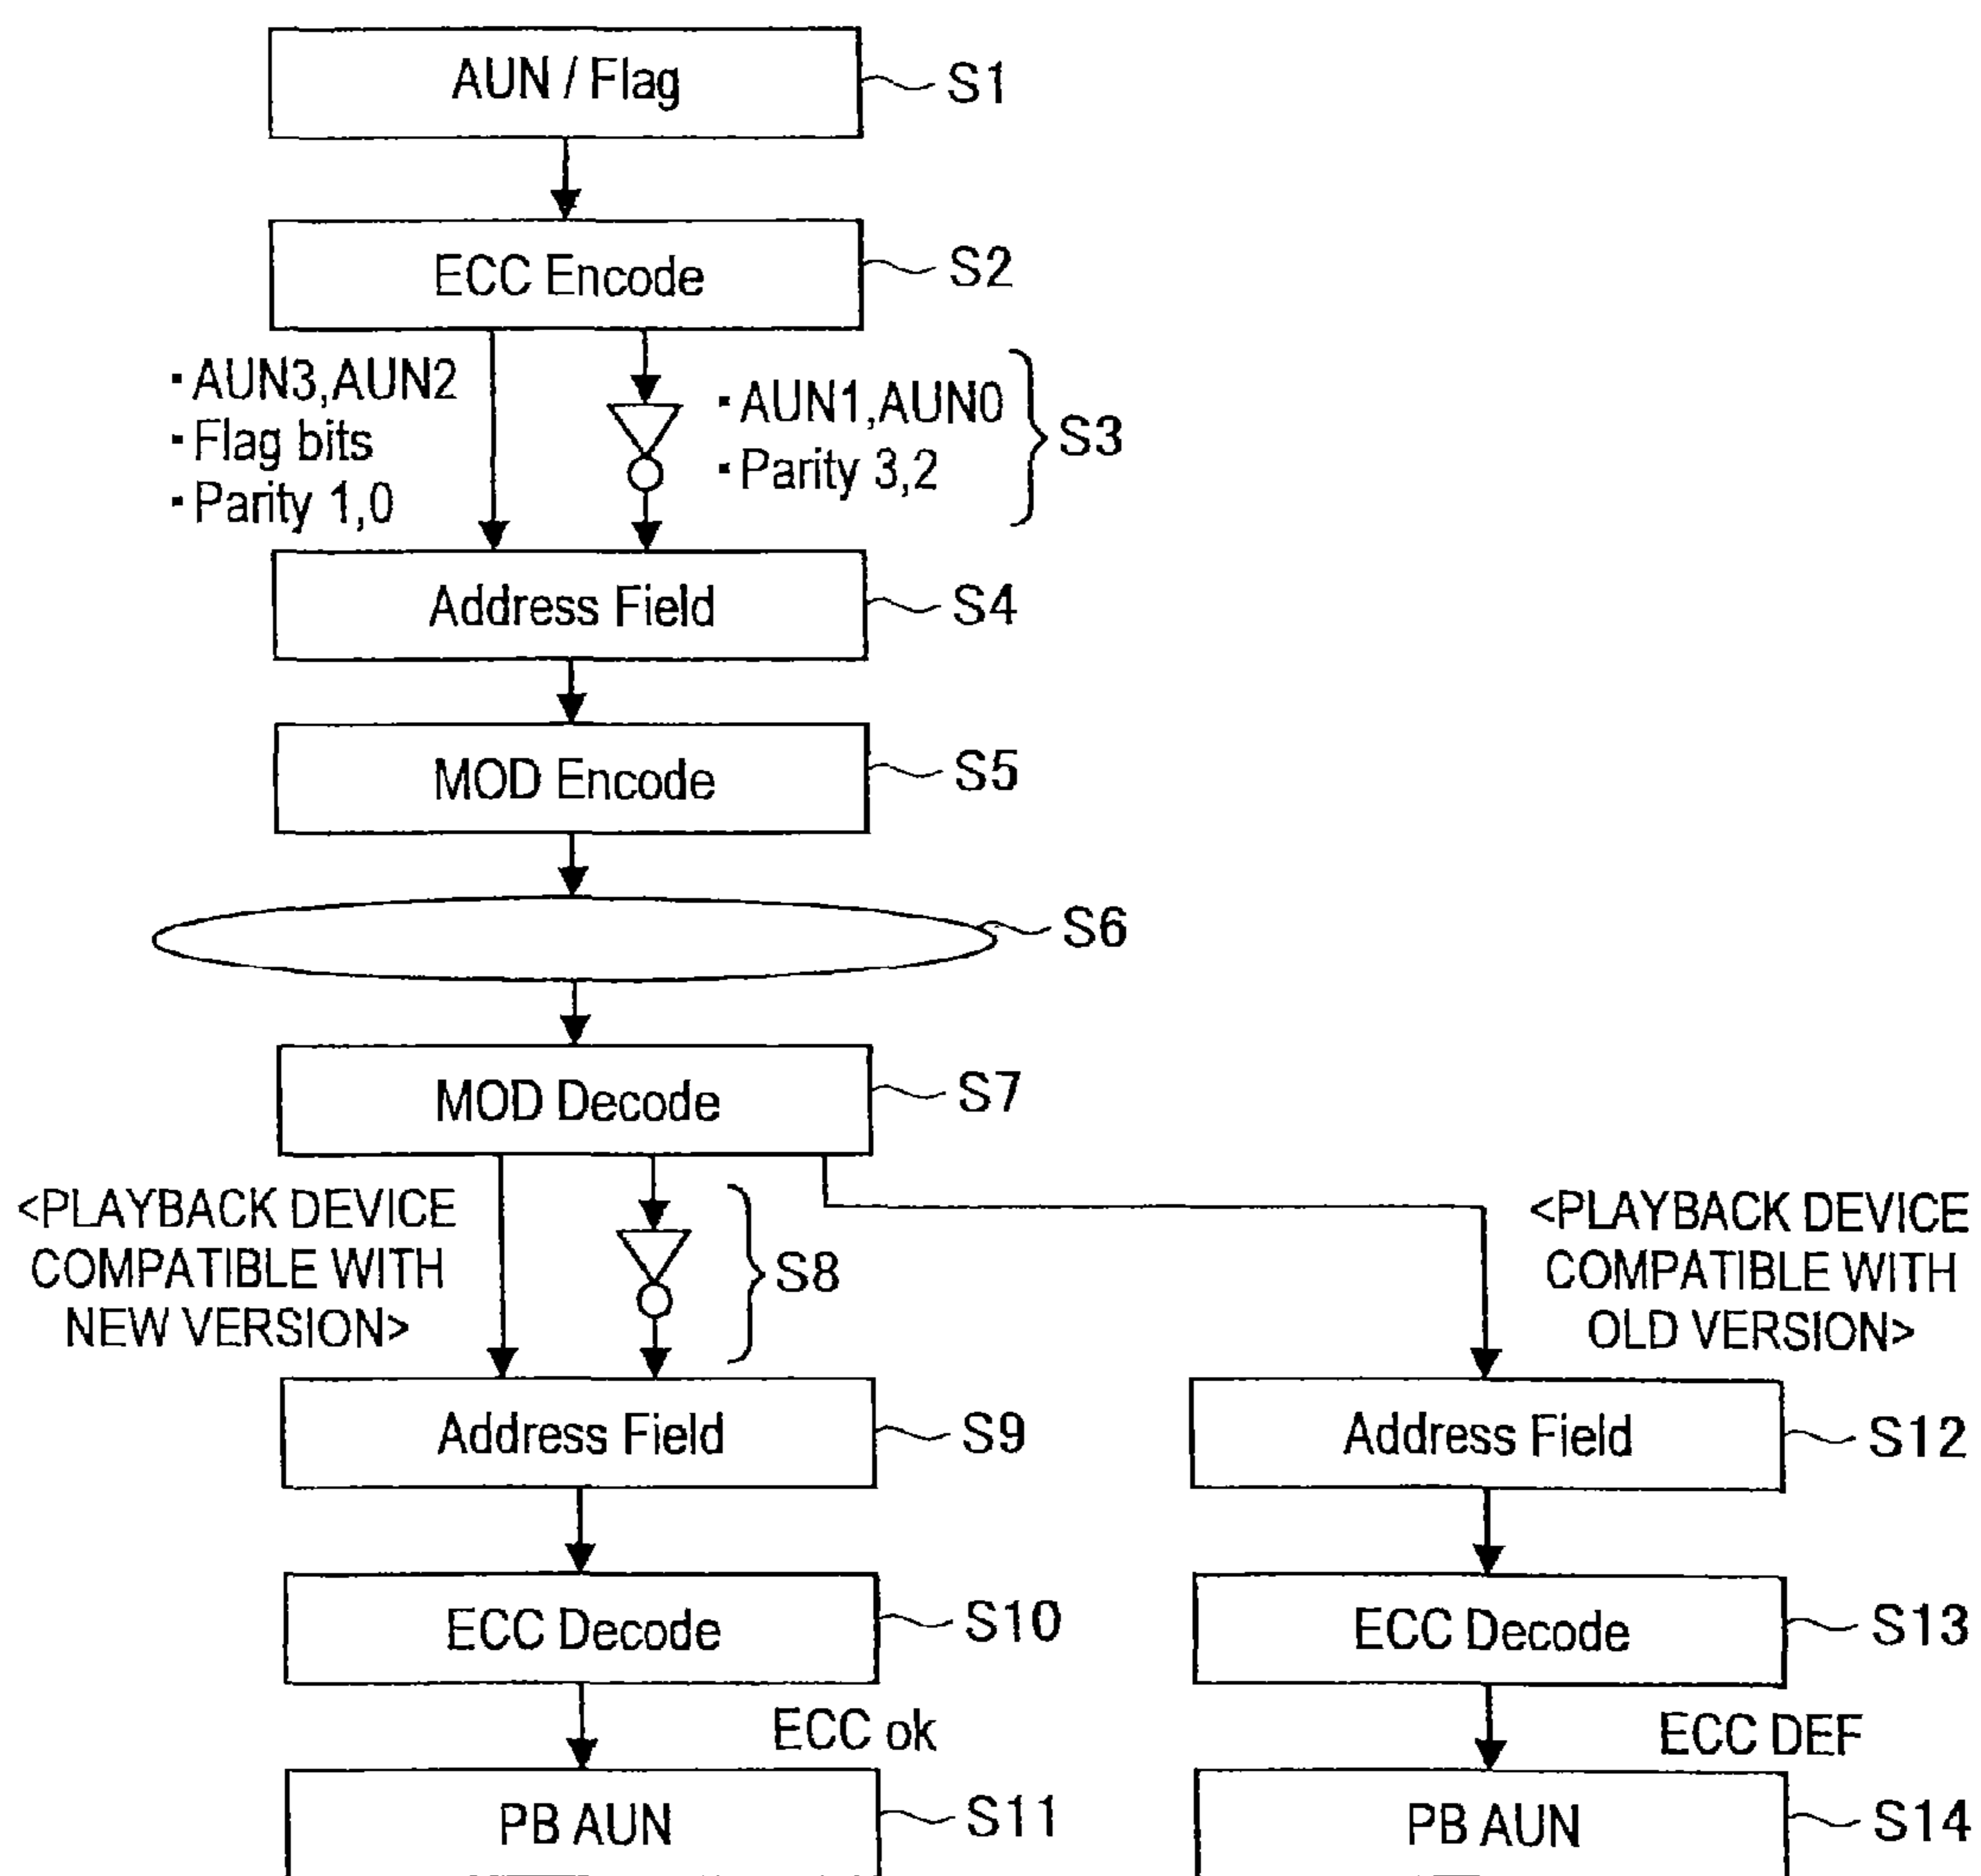 AUN / Flag
S1
ECC Encode
S2
▪ AUN3,AUN2
▪ Flag bits
▪ Parity 1,0
▪ AUN1,AUN0
▪ Parity 3,2
S3
Address Field
S4
MOD Encode
S5
S6
MOD Decode
S7
<PLAYBACK DEVICE
COMPATIBLE WITH
NEW VERSION>
S8
<PLAYBACK DEVICE
COMPATIBLE WITH
OLD VERSION>
Address Field
S9
Address Field
S12
ECC Decode
S10
ECC Decode
S13
ECC ok
ECC DEF
PB AUN
S11
PB AUN
S14